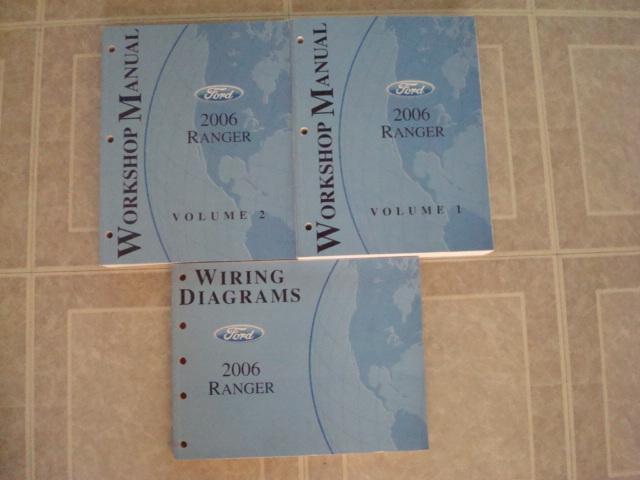 WORKSHOP MANUAL
Ford
2006
RANGER
VOLUME 2
WORKSHOP MANUAL
Ford
2006
RANGER
VOLUME 1
WIRING
DIAGRAMS
Ford
2006
RANGER